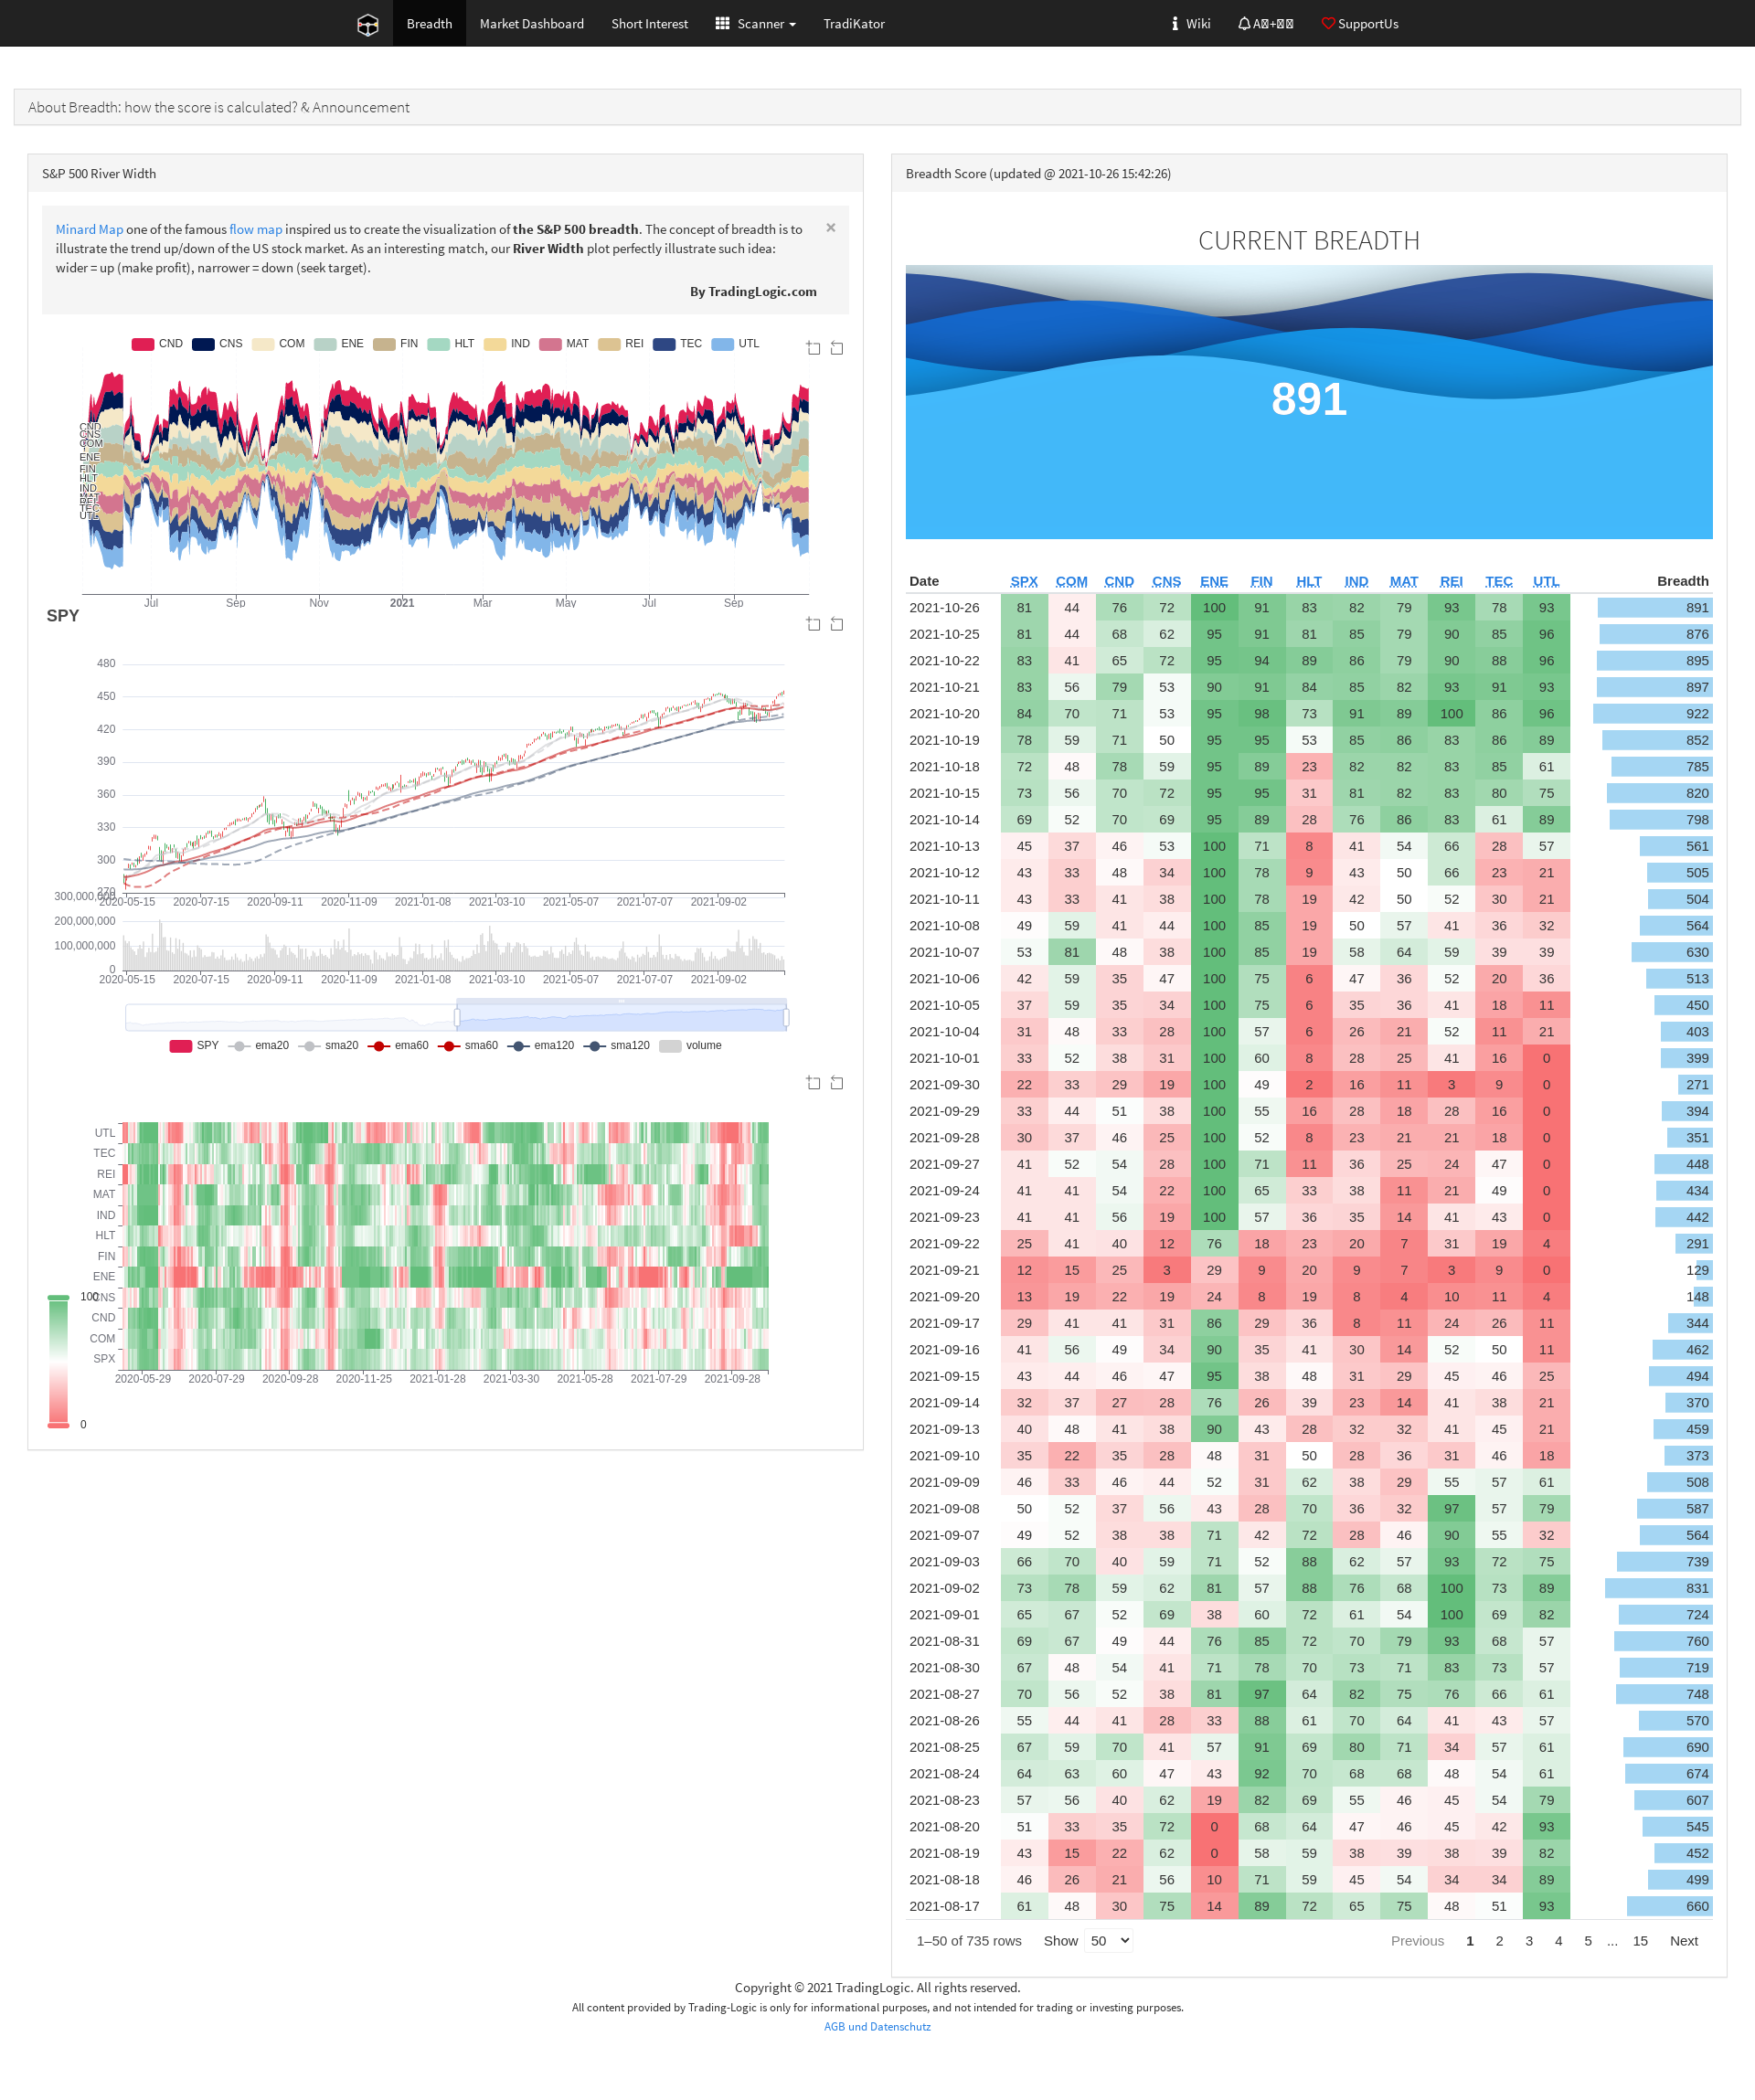 Breadth Market Dashboard Short Interest Scanner TradiKator Wiki SupportUs
About Breadth: how the score is calculated? & Announcement
S&P 500 River Width
Minard Map one of the famous flow map inspired us to create the visualization of the S&P 500 breadth. The concept of breadth is to
illustrate the trend up/down of the US stock market. As an interesting match, our River Width plot perfectly illustrate such idea:
wider = up (make profit), narrower = down (seek target).
×
By TradingLogic.com
CND CNS COM ENE FIN HLT IND MAT REI TEC UTL
CND
CNS
COM
ENE
FIN
HLT
IND
MAT
REI
TEC
UTL
Jul Sep Nov 2021 Mar May Jul Sep
SPY
480
450
420
390
360
330
300
270
2020-05-15 2020-07-15 2020-09-11 2020-11-09 2021-01-08 2021-03-10 2021-05-07 2021-07-07 2021-09-02
300,000,000
200,000,000
100,000,000
0
2020-05-15 2020-07-15 2020-09-11 2020-11-09 2021-01-08 2021-03-10 2021-05-07 2021-07-07 2021-09-02
SPY ema20 sma20 ema60 sma60 ema120 sma120 volume
UTL
TEC
REI
MAT
IND
HLT
FIN
ENE
CNS
CND
COM
SPX
2020-05-29 2020-07-29 2020-09-28 2020-11-25 2021-01-28 2021-03-30 2021-05-28 2021-07-29 2021-09-28
100
0
Breadth Score (updated @ 2021-10-26 15:42:26)
CURRENT BREADTH
891
Date SPX COM CND CNS ENE FIN HLT IND MAT REI TEC UTL Breadth
2021-10-26 81 44 76 72 100 91 83 82 79 93 78 93 891
2021-10-25 81 44 68 62 95 91 81 85 79 90 85 96 876
2021-10-22 83 41 65 72 95 94 89 86 79 90 88 96 895
2021-10-21 83 56 79 53 90 91 84 85 82 93 91 93 897
2021-10-20 84 70 71 53 95 98 73 91 89 100 86 96 922
2021-10-19 78 59 71 50 95 95 53 85 86 83 86 89 852
2021-10-18 72 48 78 59 95 89 23 82 82 83 85 61 785
2021-10-15 73 56 70 72 95 95 31 81 82 83 80 75 820
2021-10-14 69 52 70 69 95 89 28 76 86 83 61 89 798
2021-10-13 45 37 46 53 100 71 8 41 54 66 28 57 561
2021-10-12 43 33 48 34 100 78 9 43 50 66 23 21 505
2021-10-11 43 33 41 38 100 78 19 42 50 52 30 21 504
2021-10-08 49 59 41 44 100 85 19 50 57 41 36 32 564
2021-10-07 53 81 48 38 100 85 19 58 64 59 39 39 630
2021-10-06 42 59 35 47 100 75 6 47 36 52 20 36 513
2021-10-05 37 59 35 34 100 75 6 35 36 41 18 11 450
2021-10-04 31 48 33 28 100 57 6 26 21 52 11 21 403
2021-10-01 33 52 38 31 100 60 8 28 25 41 16 0 399
2021-09-30 22 33 29 19 100 49 2 16 11 3 9 0 271
2021-09-29 33 44 51 38 100 55 16 28 18 28 16 0 394
2021-09-28 30 37 46 25 100 52 8 23 21 21 18 0 351
2021-09-27 41 52 54 28 100 71 11 36 25 24 47 0 448
2021-09-24 41 41 54 22 100 65 33 38 11 21 49 0 434
2021-09-23 41 41 56 19 100 57 36 35 14 41 43 0 442
2021-09-22 25 41 40 12 76 18 23 20 7 31 19 4 291
2021-09-21 12 15 25 3 29 9 20 9 7 3 9 0 129
2021-09-20 13 19 22 19 24 8 19 8 4 10 11 4 148
2021-09-17 29 41 41 31 86 29 36 8 11 24 26 11 344
2021-09-16 41 56 49 34 90 35 41 30 14 52 50 11 462
2021-09-15 43 44 46 47 95 38 48 31 29 45 46 25 494
2021-09-14 32 37 27 28 76 26 39 23 14 41 38 21 370
2021-09-13 40 48 41 38 90 43 28 32 32 41 45 21 459
2021-09-10 35 22 35 28 48 31 50 28 36 31 46 18 373
2021-09-09 46 33 46 44 52 31 62 38 29 55 57 61 508
2021-09-08 50 52 37 56 43 28 70 36 32 97 57 79 587
2021-09-07 49 52 38 38 71 42 72 28 46 90 55 32 564
2021-09-03 66 70 40 59 71 52 88 62 57 93 72 75 739
2021-09-02 73 78 59 62 81 57 88 76 68 100 73 89 831
2021-09-01 65 67 52 69 38 60 72 61 54 100 69 82 724
2021-08-31 69 67 49 44 76 85 72 70 79 93 68 57 760
2021-08-30 67 48 54 41 71 78 70 73 71 83 73 57 719
2021-08-27 70 56 52 38 81 97 64 82 75 76 66 61 748
2021-08-26 55 44 41 28 33 88 61 70 64 41 43 57 570
2021-08-25 67 59 70 41 57 91 69 80 71 34 57 61 690
2021-08-24 64 63 60 47 43 92 70 68 68 48 54 61 674
2021-08-23 57 56 40 62 19 82 69 55 46 45 54 79 607
2021-08-20 51 33 35 72 0 68 64 47 46 45 42 93 545
2021-08-19 43 15 22 62 0 58 59 38 39 38 39 82 452
2021-08-18 46 26 21 56 10 71 59 45 54 34 34 89 499
2021-08-17 61 48 30 75 14 89 72 65 75 48 51 93 660
1–50 of 735 rows Show 50 Previous 1 2 3 4 5 ... 15 Next
Copyright © 2021 TradingLogic. All rights reserved.
All content provided by Trading-Logic is only for informational purposes, and not intended for trading or investing purposes.
AGB und Datenschutz